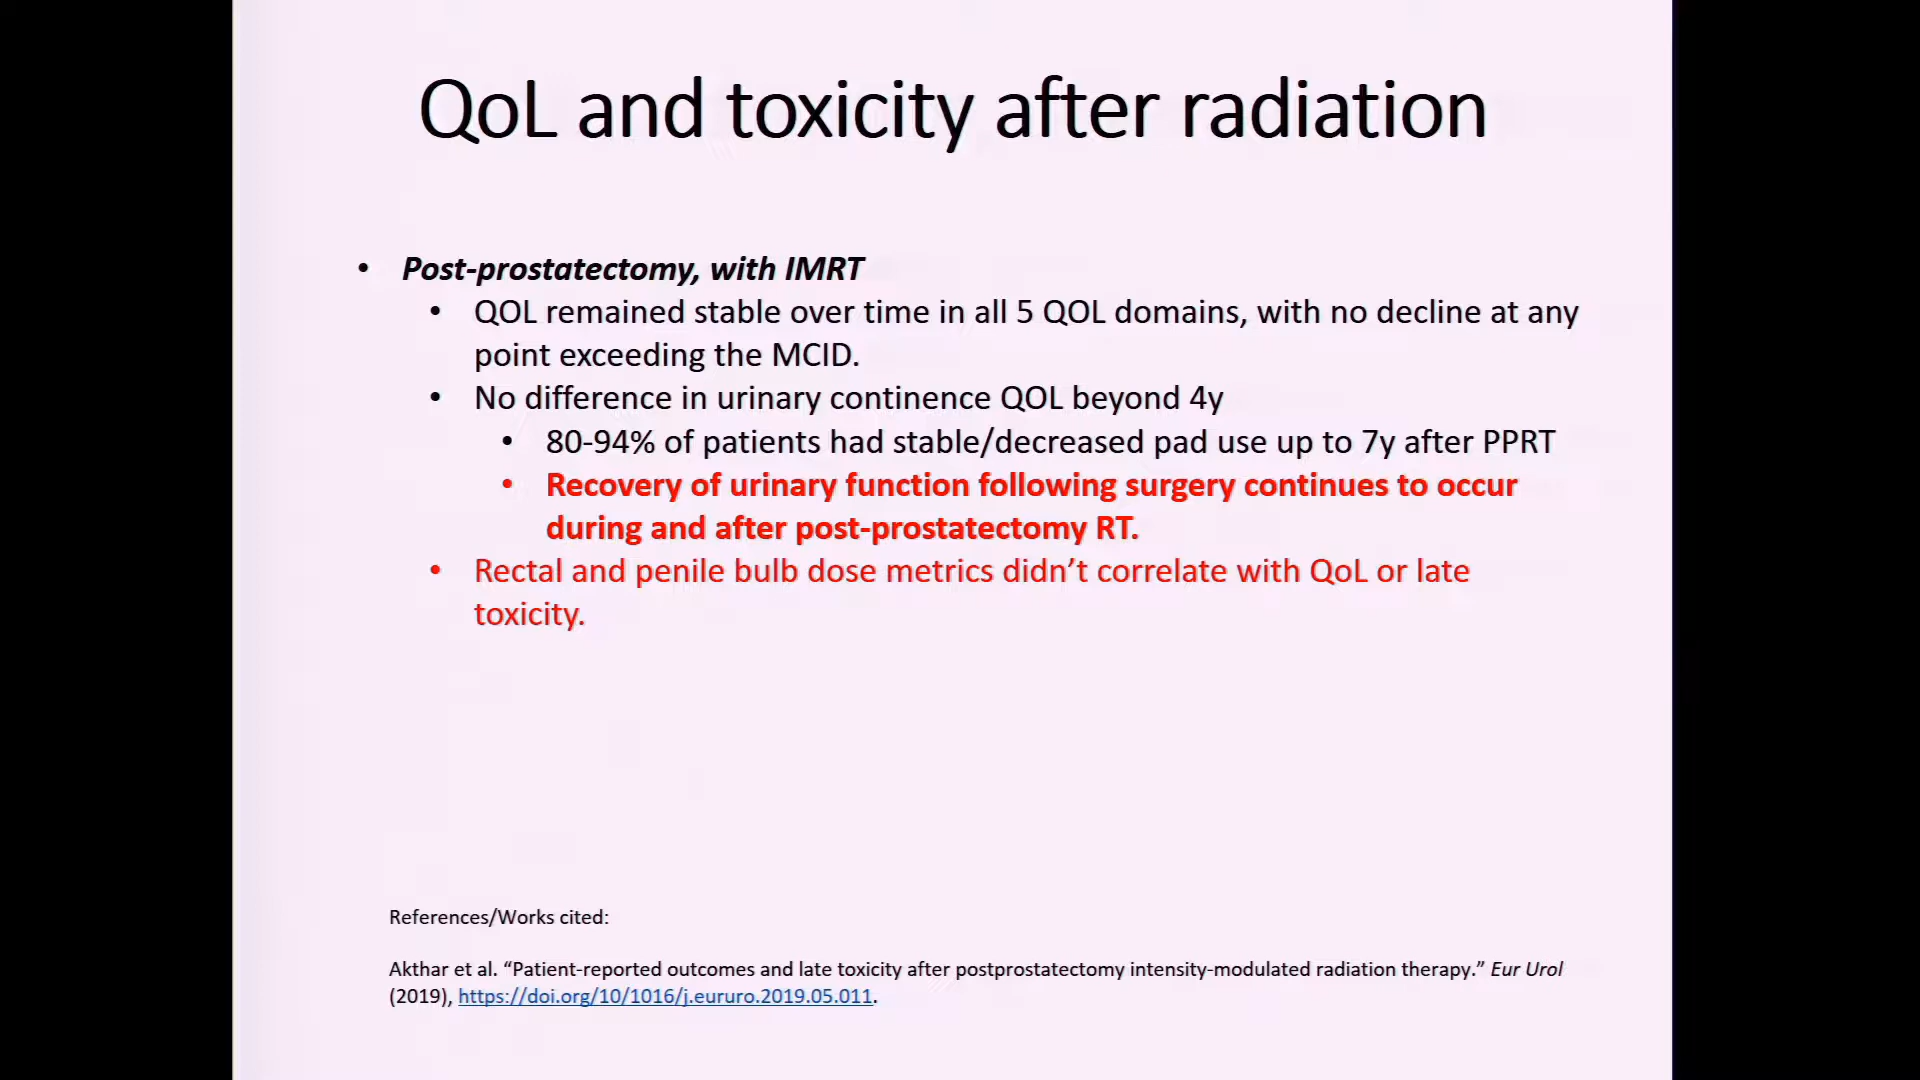 QoL and toxicity after radiation
• Post-prostatectomy, with IMRT
• QOL remained stable over time in all 5 QOL domains, with no decline at any
point exceeding the MCID.
• No difference in urinary continence QOL beyond 4y
• 80-94% of patients had stable/decreased pad use up to 7y after PPRT
• Recovery of urinary function following surgery continues to occur
during and after post-prostatectomy RT.
• Rectal and penile bulb dose metrics didn’t correlate with QoL or late
toxicity.
References/Works cited:
Akthar et al. “Patient-reported outcomes and late toxicity after postprostatectomy intensity-modulated radiation therapy.” Eur Urol
(2019), https://doi.org/10/1016/j.eururo.2019.05.011.